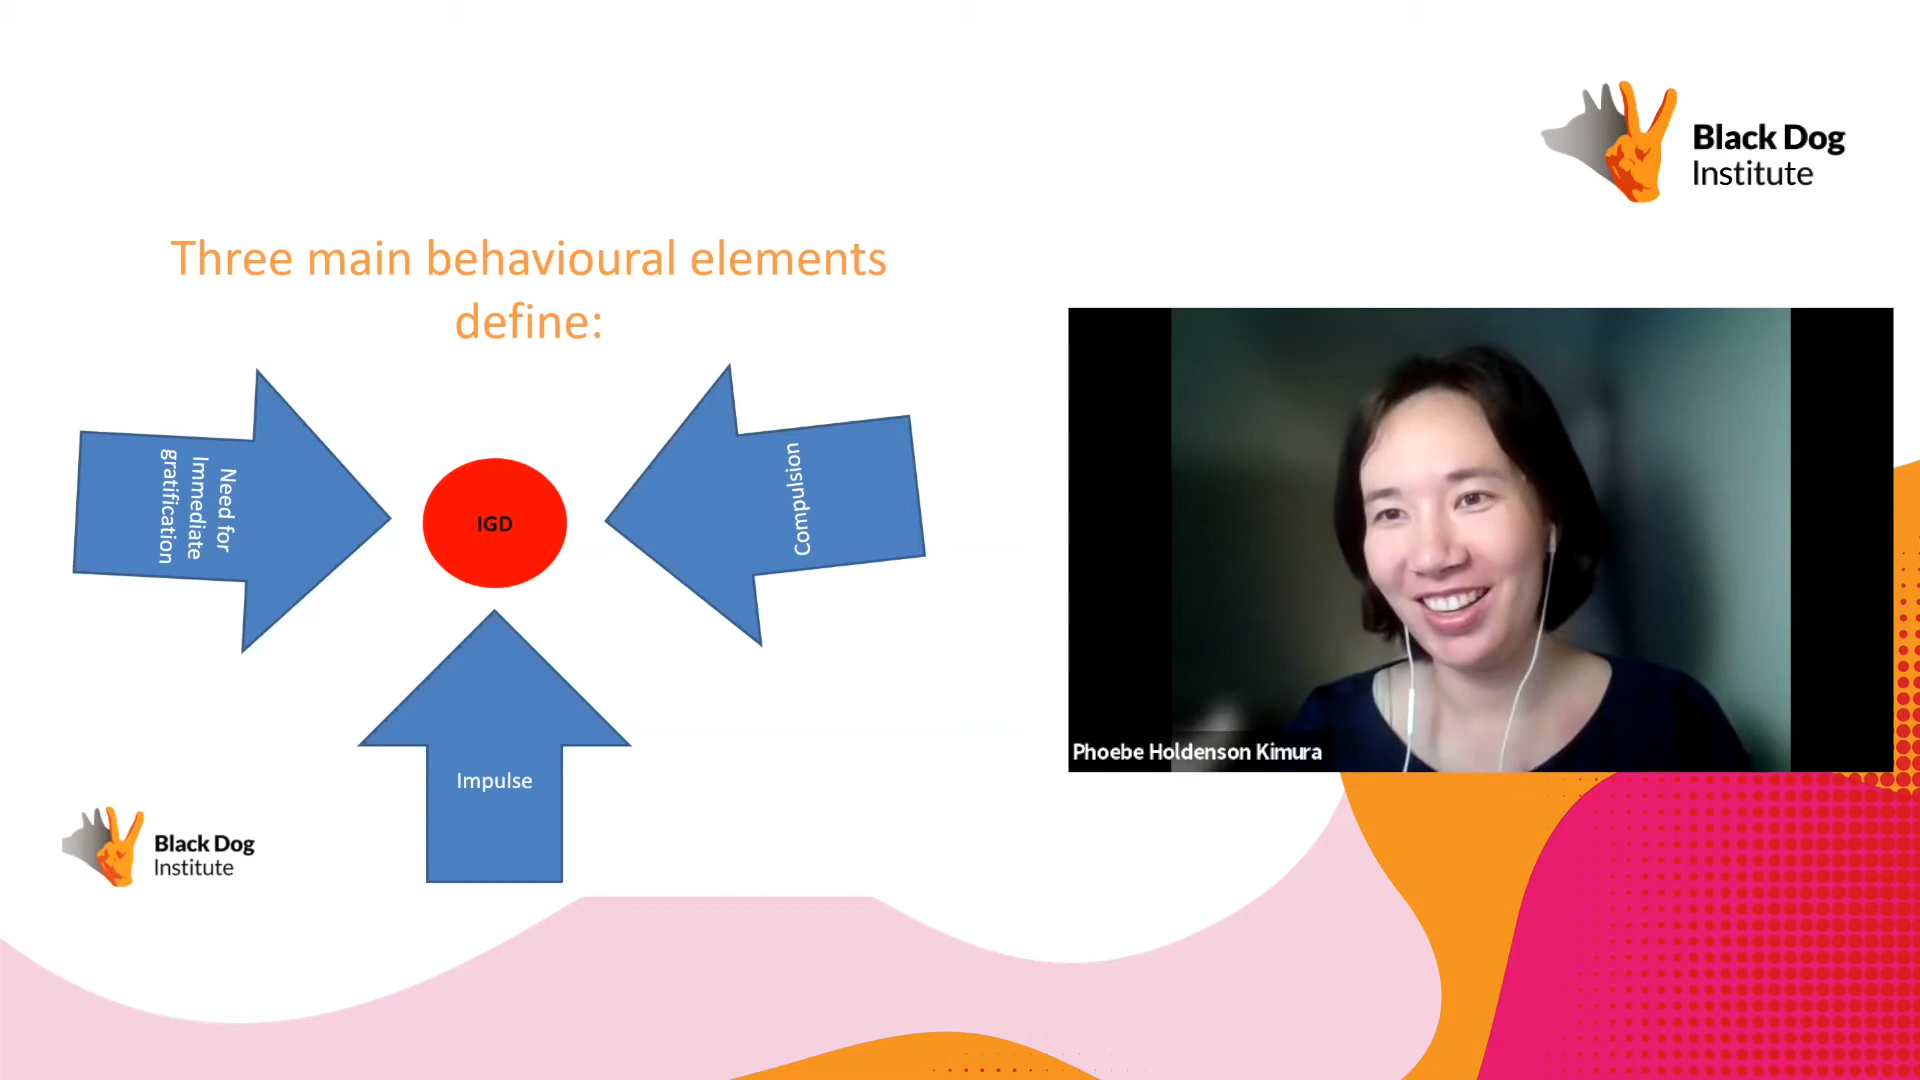 Black Dog
Institute
Three main behavioural elements
define:
Need for
Immediate
gratification
IGD
Compulsion
Impulse
Phoebe Holdenson Kimura
Black Dog
Institute